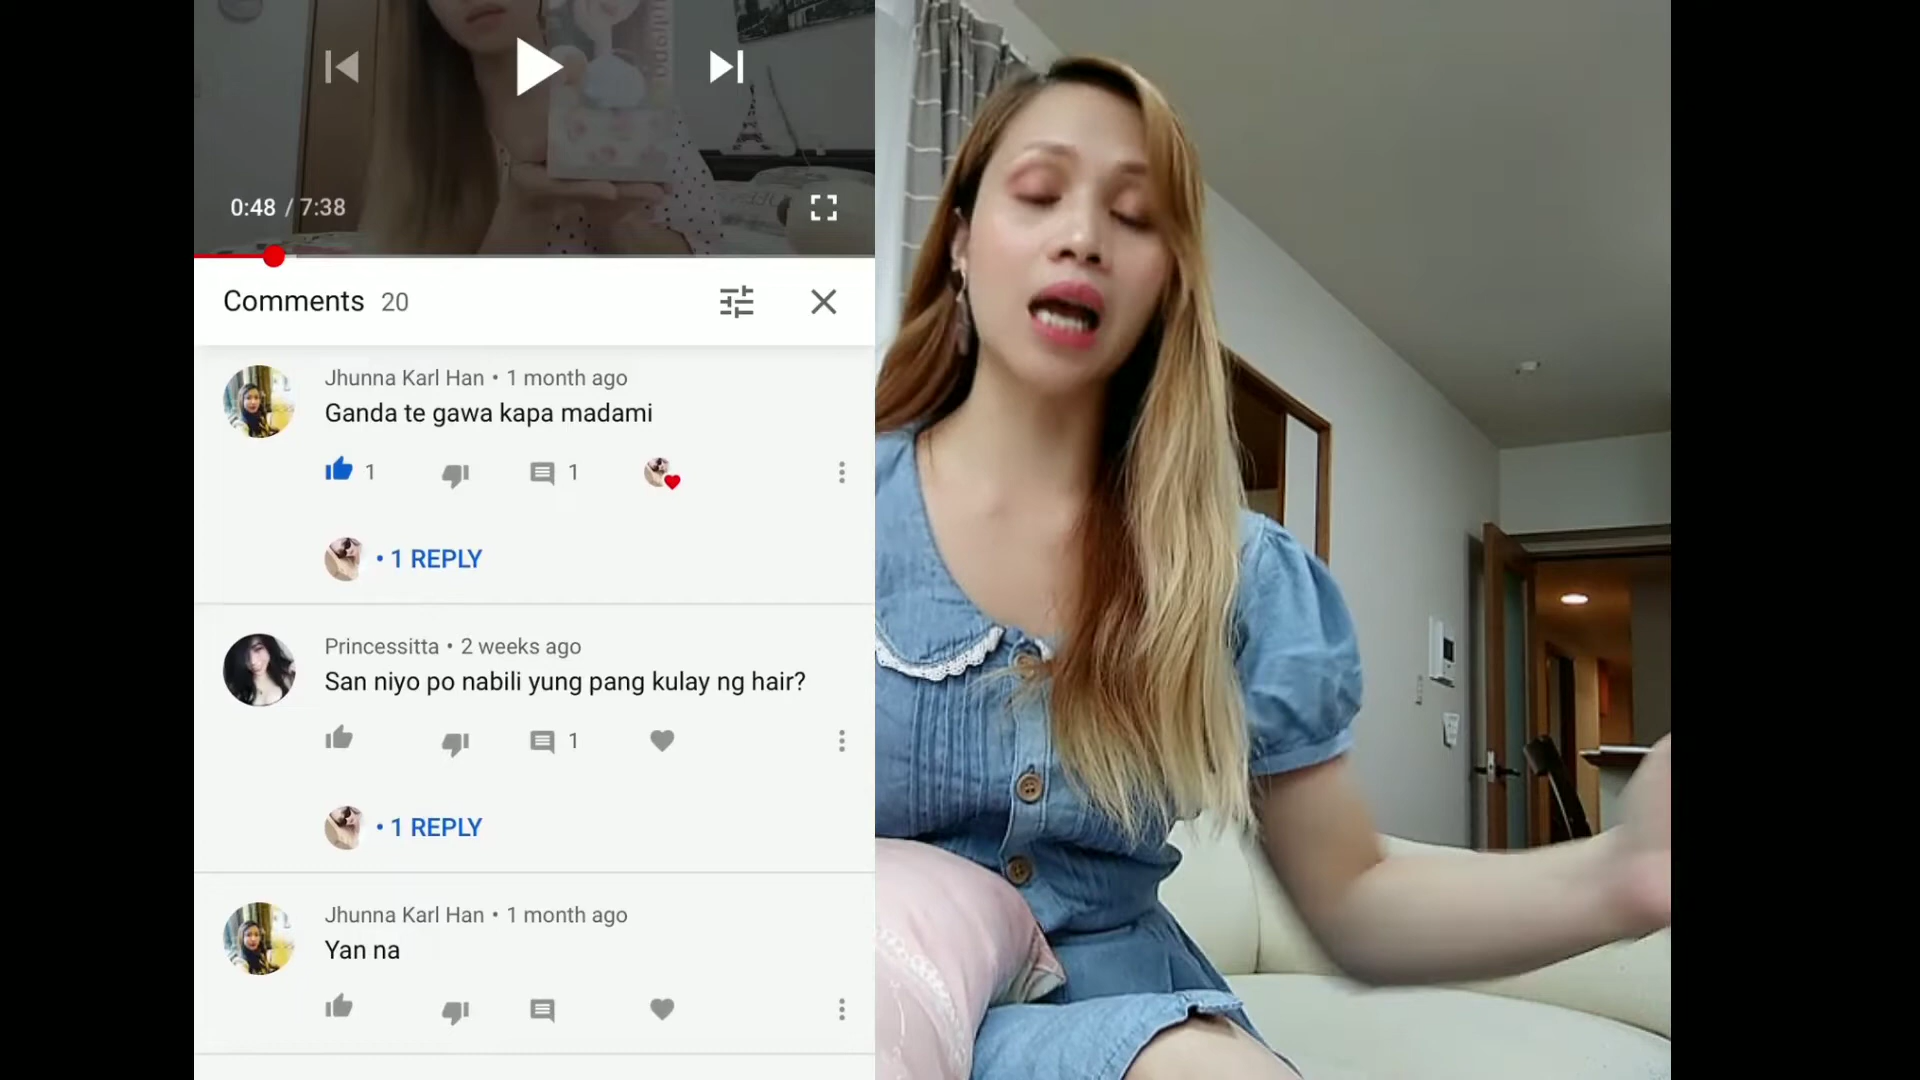 0:48 / 7:38
Comments 20
Jhunna Karl Han • 1 month ago
Ganda te gawa kapa madami
1
1
• 1 REPLY
Princessitta • 2 weeks ago
San niyo po nabili yung pang kulay ng hair?
1
• 1 REPLY
Jhunna Karl Han • 1 month ago
Yan na